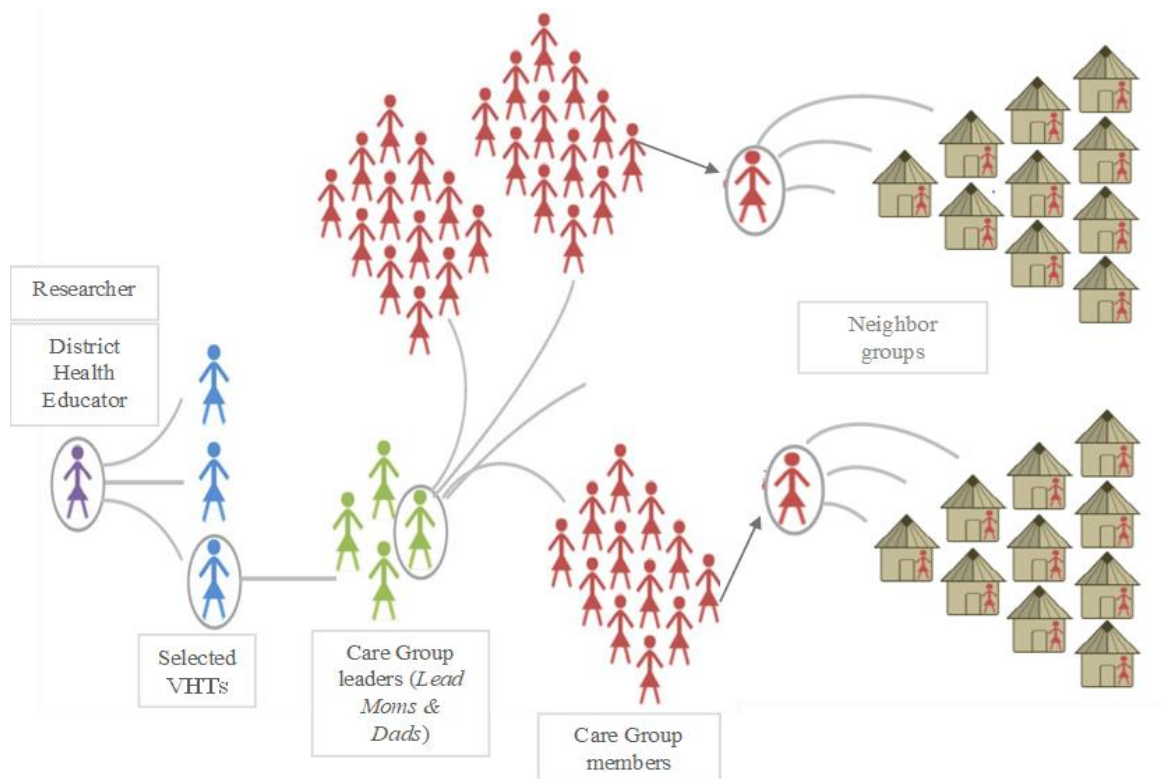 Researcher
District
Health
Educator
Neighbor
groups
Selected
VHTs
Care Group
leaders (Lead
Moms &
Dads)
Care Group
members